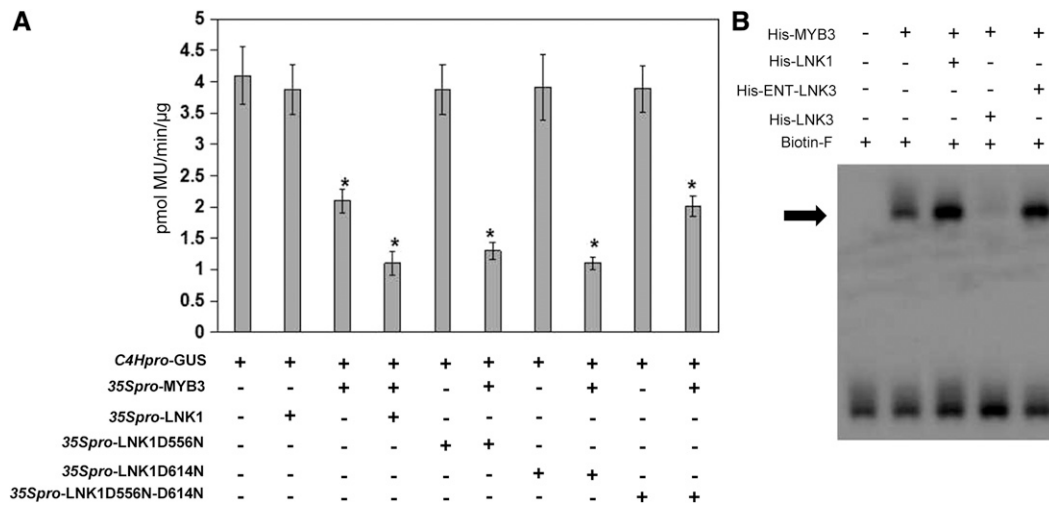 A
pmol MU/min/µg
5
4.5
4
3.5
3
2.5
2
1.5
1
0.5
0
* * * * *
C4Hpro-GUS + + + + + + + + + +
35Spro-MYB3 - - + + - + - + - +
35Spro-LNK1 - + - + - - - - - -
35Spro-LNK1D556N - - - - + + - - - -
35Spro-LNK1D614N - - - - - - + + - -
35Spro-LNK1D556N-D614N - - - - - - - - + +
B
His-MYB3 - + + + +
His-LNK1 - - + - -
His-ENT-LNK3 - - - - +
His-LNK3 - - - + -
Biotin-F + + + + +